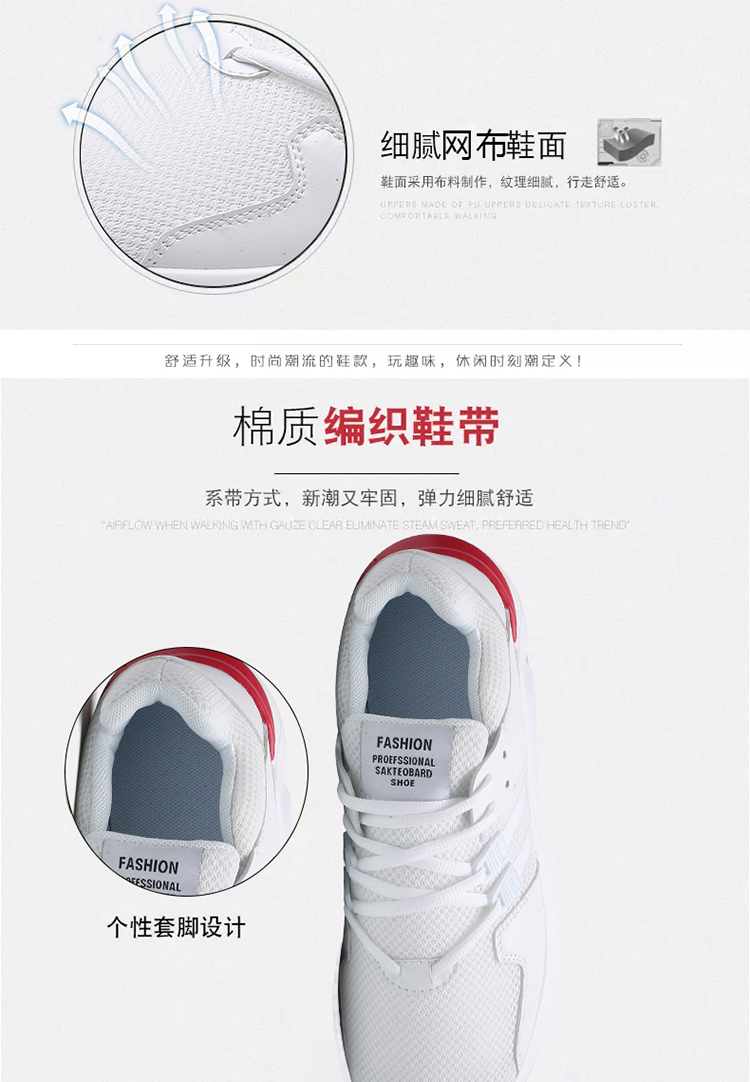 细腻网布鞋面
鞋面采用布料制作，纹理细腻，行走舒适。
UPPERS MADE OF PU UPPERS DELICATE TEXTURE LUSTER,
COMFORTABLE WALKING.
舒适升级，时尚潮流的鞋款，玩趣味，休闲时刻潮定义！
棉质编织鞋带
系带方式，新潮又牢固，弹力细腻舒适
"AIRFLOW WHEN WALKING WITH GAUZE CLEAR ELIMINATE STEAM SWEAT, PREFERRED HEALTH TREND"
FASHION
PROEFSSIONAL
SAKTEOBARD
SHOE
FASHION
OEFSSIONAL
个性套脚设计